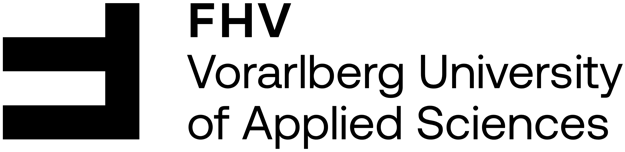 FHV
Vorarlberg University
of Applied Sciences